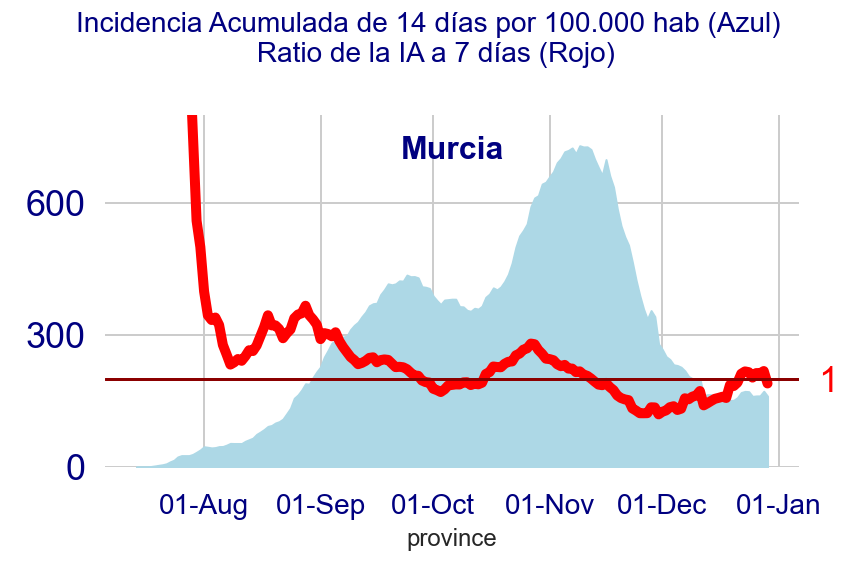 Incidencia Acumulada de 14 días por 100.000 hab (Azul)
Ratio de la IA a 7 días (Rojo)
Murcia
600
300
0
1
01-Aug 01-Sep 01-Oct 01-Nov 01-Dec 01-Jan
province